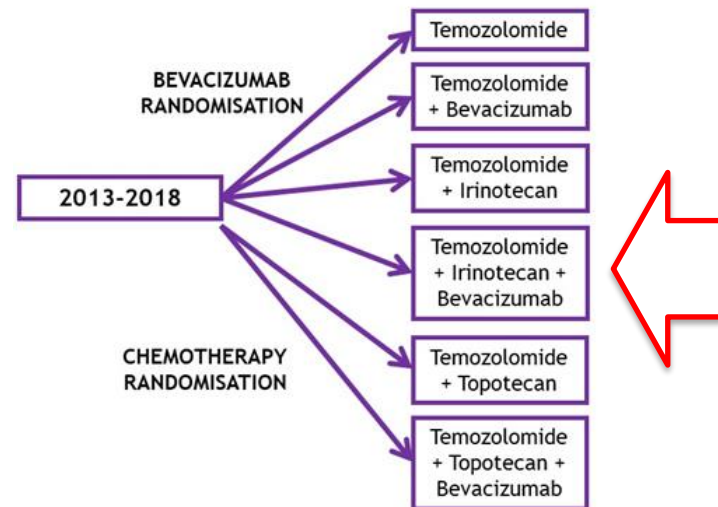 BEVACIZUMAB
RANDOMISATION
2013-2018
CHEMOTHERAPY
RANDOMISATION
Temozolomide
Temozolomide
+ Bevacizumab
Temozolomide
+ Irinotecan
Temozolomide
+ Irinotecan +
Bevacizumab
Temozolomide
+ Topotecan
Temozolomide
+ Topotecan +
Bevacizumab